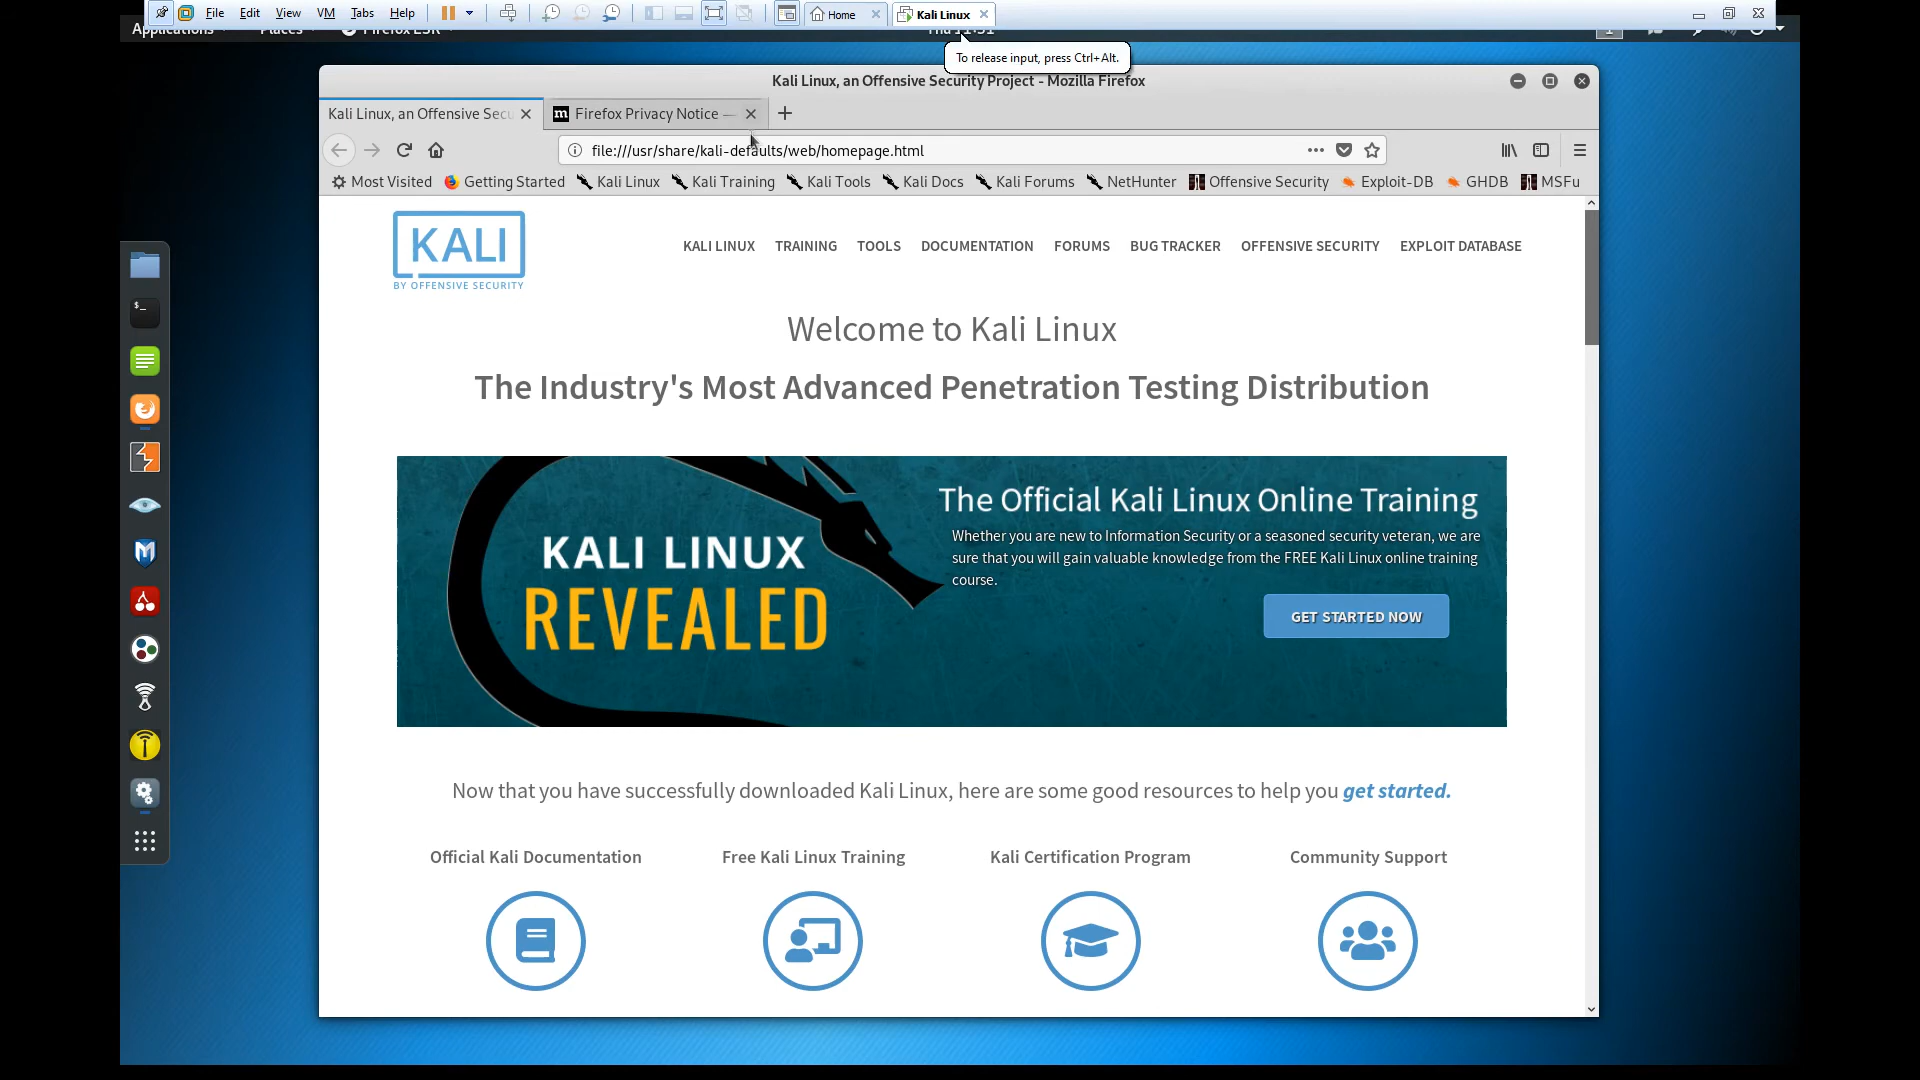 File Edit View VM Tabs Help Home Kali Linux
Applications Places Firefox ESR Thu 11:31 1
To release input, press Ctrl+Alt.
Kali Linux, an Offensive Security Project - Mozilla Firefox
Kali Linux, an Offensive Secu m Firefox Privacy Notice —
file:///usr/share/kali-defaults/web/homepage.html
Most Visited Getting Started Kali Linux Kali Training Kali Tools Kali Docs Kali Forums NetHunter Offensive Security Exploit-DB GHDB MSFu
KALI
BY OFFENSIVE SECURITY
KALI LINUX TRAINING TOOLS DOCUMENTATION FORUMS BUG TRACKER OFFENSIVE SECURITY EXPLOIT DATABASE
Welcome to Kali Linux
The Industry's Most Advanced Penetration Testing Distribution
KALI LINUX
REVEALED
The Official Kali Linux Online Training
Whether you are new to Information Security or a seasoned security veteran, we are
sure that you will gain valuable knowledge from the FREE Kali Linux online training
course.
GET STARTED NOW
Now that you have successfully downloaded Kali Linux, here are some good resources to help you get started.
Official Kali Documentation Free Kali Linux Training Kali Certification Program Community Support